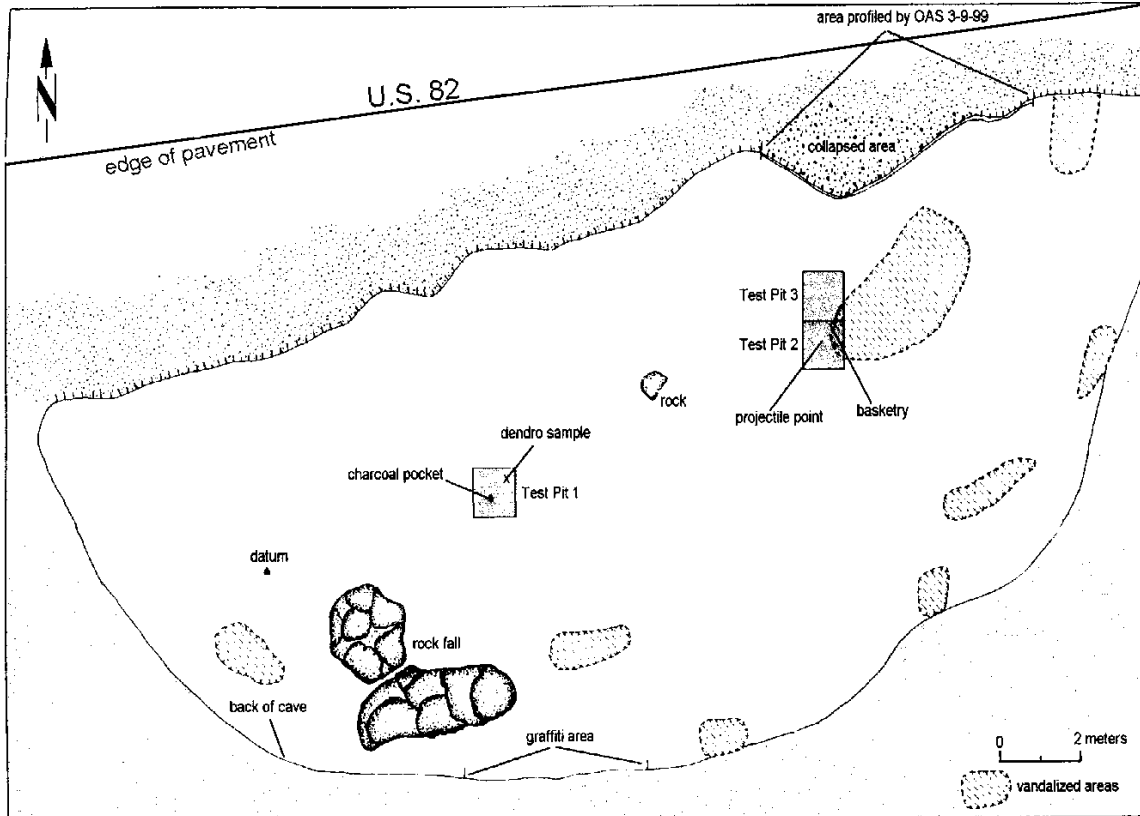 area profiled by OAS 3-9-99
N
U.S. 82
edge of pavement
collapsed area
Test Pit 3
Test Pit 2
rock
projectile point
basketry
dendro sample
charcoal pocket
Test Pit 1
datum
rock fall
back of cave
graffiti area
0 2 meters
vandalized areas